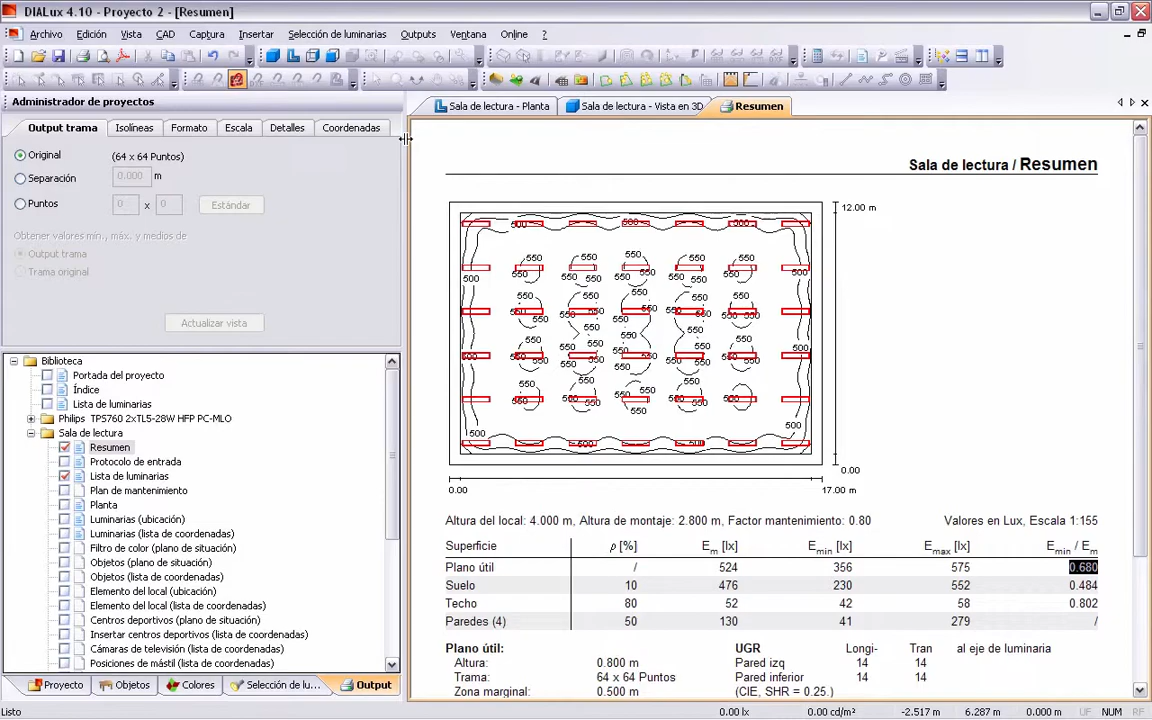 DIALux 4.10 - Proyecto 2 - [Resumen]
Archivo Edición Vista CAD Captura Insertar Selección de luminarias Outputs Ventana Online ?
Administrador de proyectos
Output trama Isolíneas Formato Escala Detalles Coordenadas
Original (64 x 64 Puntos)
Separación 0.000 m
Puntos 0 x 0 Estándar
Obtener valores mín., máx. y medios de
Output trama
Trama original
Actualizar vista
Biblioteca
Portada del proyecto
Índice
Lista de luminarias
Philips TPS760 2xTL5-28W HFP PC-MLO
Sala de lectura
Resumen
Protocolo de entrada
Lista de luminarias
Plan de mantenimiento
Planta
Luminarias (ubicación)
Luminarias (lista de coordenadas)
Filtro de color (plano de situación)
Objetos (plano de situación)
Objetos (lista de coordenadas)
Elemento del local (ubicación)
Elemento del local (lista de coordenadas)
Centros deportivos (plano de situación)
Insertar centros deportivos (lista de coordenadas)
Cámaras de televisión (lista de coordenadas)
Posiciones de mástil (lista de coordenadas)
Proyecto Objetos Colores Selección de lu... Output
Sala de lectura - Planta Sala de lectura - Vista en 3D Resumen
Sala de lectura / Resumen
12.00 m
0.00
0.00 17.00 m
Altura del local: 4.000 m, Altura de montaje: 2.800 m, Factor mantenimiento: 0.80 Valores en Lux, Escala 1:155
Superficie ρ [%] Em [lx] Emin [lx] Emax [lx] Emin / Em
Plano útil / 524 356 575 0.680
Suelo 10 476 230 552 0.484
Techo 80 52 42 58 0.802
Paredes (4) 50 130 41 279 /
Plano útil: UGR Longi- Tran al eje de luminaria
Altura: 0.800 m Pared izq 14 14
Trama: 64 x 64 Puntos Pared inferior 14 14
Zona marginal: 0.500 m (CIE, SHR = 0.25.)
Listo 0.00 lx 0.00 cd/m² -2.517 m 6.287 m 0.000 m UF NUM RF